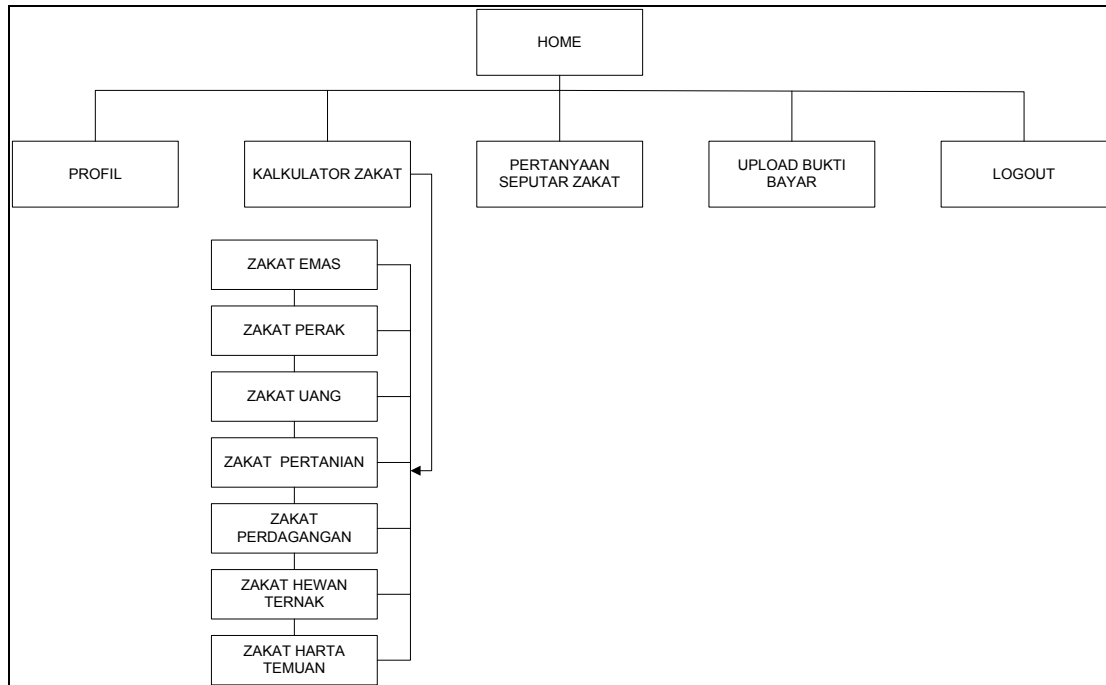 HOME
PROFIL
KALKULATOR ZAKAT
PERTANYAAN
SEPUTAR ZAKAT
UPLOAD BUKTI
BAYAR
LOGOUT
ZAKAT EMAS
ZAKAT PERAK
ZAKAT UANG
ZAKAT PERTANIAN
ZAKAT
PERDAGANGAN
ZAKAT HEWAN
TERNAK
ZAKAT HARTA
TEMUAN